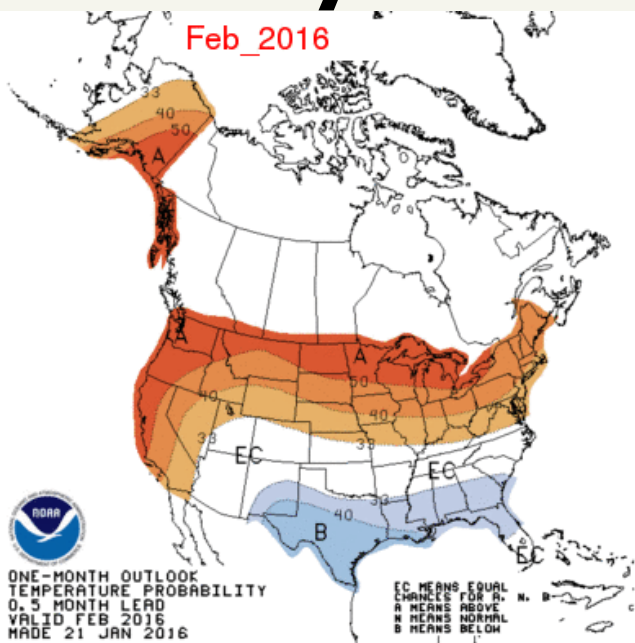 Feb_2016
EC
33
40
50
A
A
A
50
40
40
33
33
EC
EC
33
40
B
EC
NOAA
ONE-MONTH OUTLOOK
TEMPERATURE PROBABILITY
0.5 MONTH LEAD
VALID FEB 2016
MADE 21 JAN 2016
EC MEANS EQUAL
CHANCES FOR A, N, B
A MEANS ABOVE
N MEANS NORMAL
B MEANS BELOW